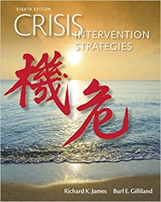 EIGHTH EDITION
CRISIS
INTERVENTION
STRATEGIES
機
危
Richard K. James
Burl E. Gilliland